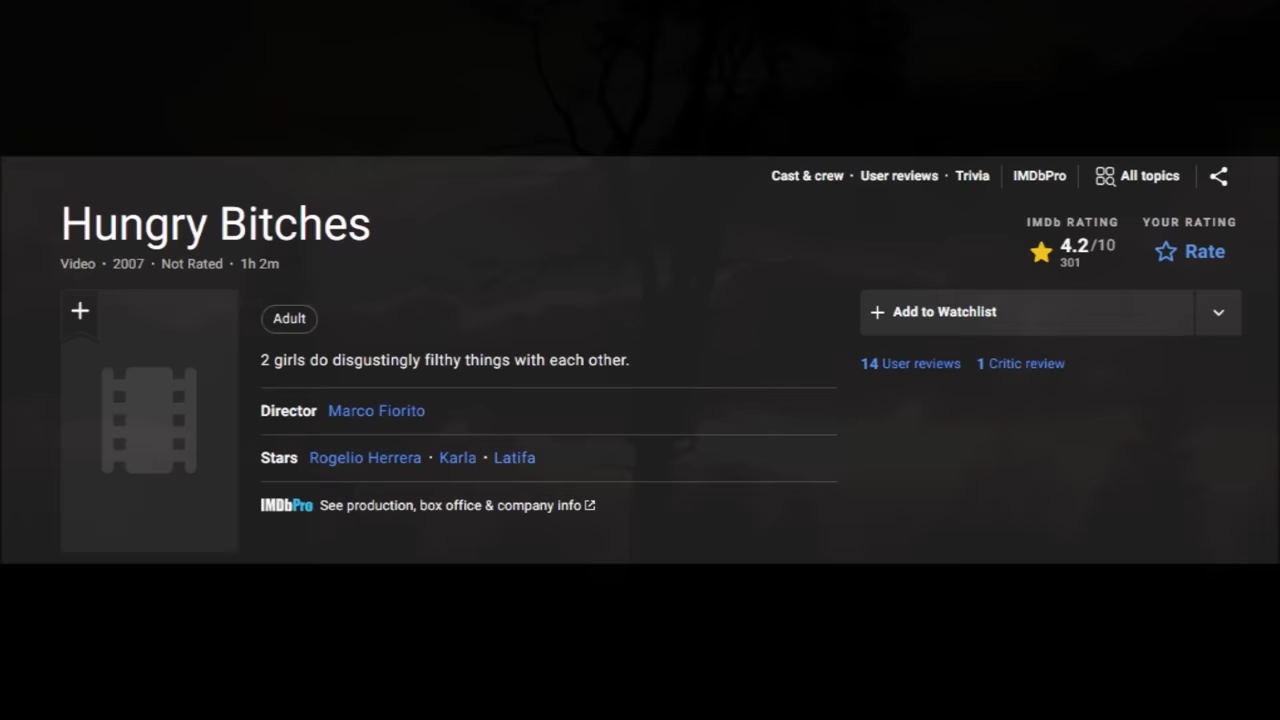 Cast & crew · User reviews · Trivia IMDbPro All topics
Hungry Bitches
IMDb RATING YOUR RATING
4.2/10 Rate
301
Video · 2007 · Not Rated · 1h 2m
+
Adult
+ Add to Watchlist
2 girls do disgustingly filthy things with each other.
14 User reviews 1 Critic review
Director Marco Fiorito
Stars Rogelio Herrera · Karla · Latifa
IMDbPro See production, box office & company info